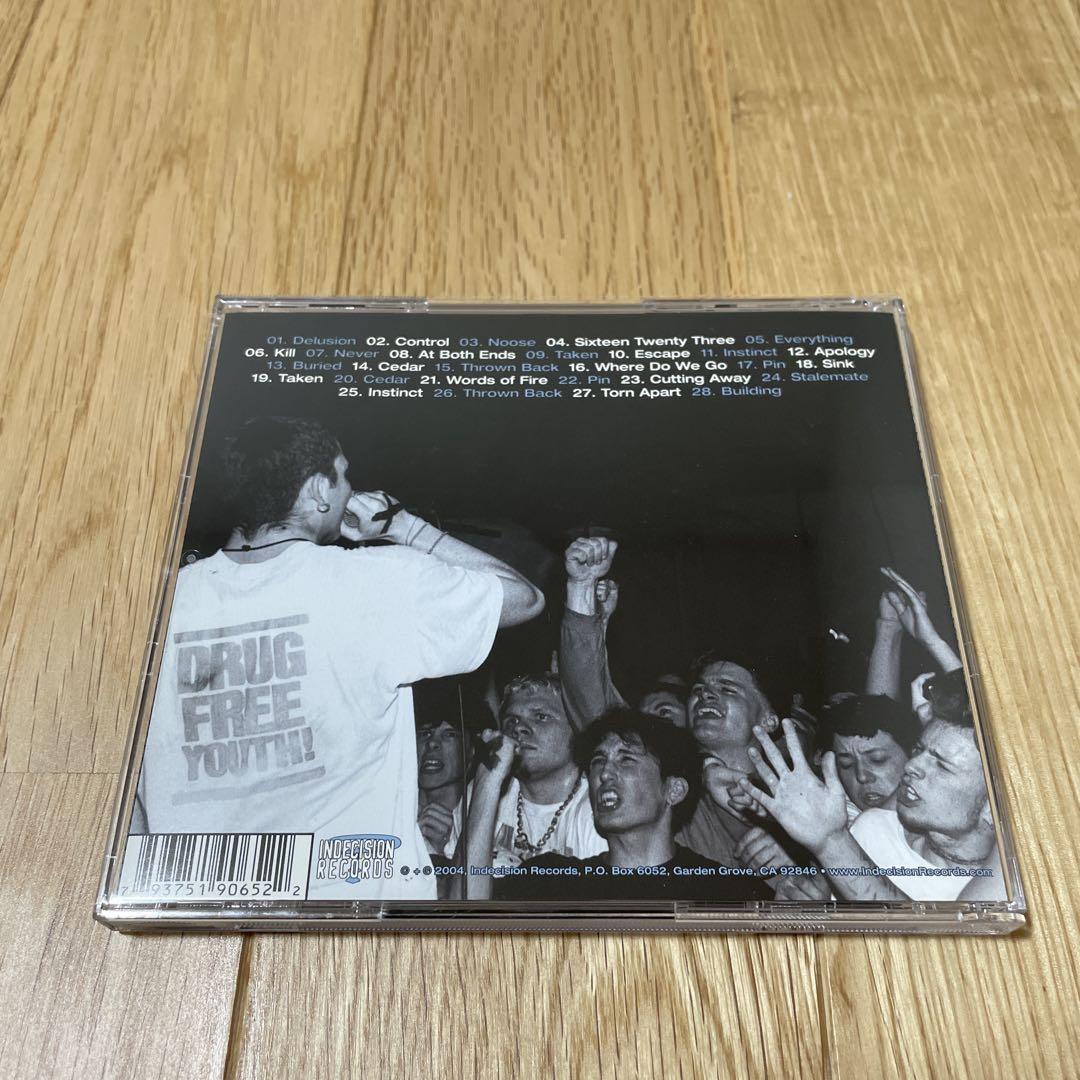 01. Delusion 02. Control 03. Noose 04. Sixteen Twenty Three 05. Everything
06. Kill 07. Never 08. At Both Ends 09. Taken 10. Escape 11. Instinct 12. Apology
13. Buried 14. Cedar 15. Thrown Back 16. Where Do We Go 17. Pin 18. Sink
19. Taken 20. Cedar 21. Words of Fire 22. Pin 23. Cutting Away 24. Stalemate
25. Instinct 26. Thrown Back 27. Torn Apart 28. Building
DRUG
FREE
YOUTH!
7 93751 90652 2
INDECISION
RECORDS
© + ℗ 2004, Indecision Records, P.O. Box 6052, Garden Grove, CA 92846 • www.IndecisionRecords.com